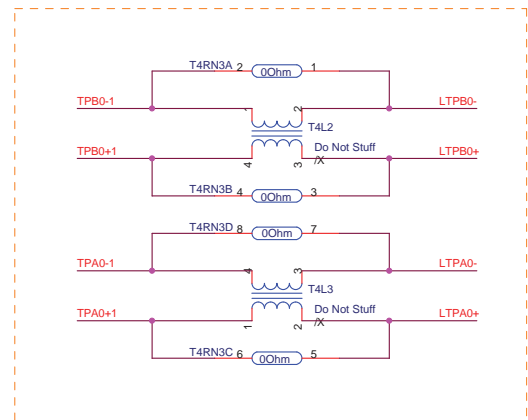 T4RN3A 2 0Ohm 1
TPB0-1 1 2 LTPB0-
T4L2
TPB0+1 4 3 Do Not Stuff LTPB0+
/X
T4RN3B 4 0Ohm 3
T4RN3D 8 0Ohm 7
TPA0-1 4 3 LTPA0-
T4L3
TPA0+1 1 2 Do Not Stuff LTPA0+
/X
T4RN3C 6 0Ohm 5